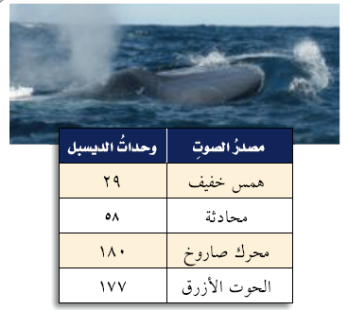 مصدرُ الصوتِ وحداتُ الديسبل
همس خفيف ٢٩
محادثة ٥٨
محرك صاروخ ١٨٠
الحوت الأزرق ١٧٧